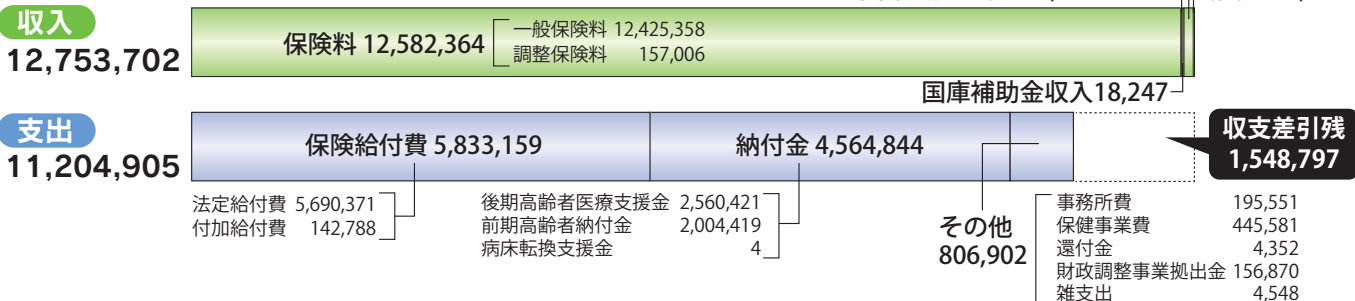 収入
12,753,702
保険料 12,582,364
一般保険料 12,425,358
調整保険料 157,006
国庫補助金収入18,247
支出
11,204,905
保険給付費 5,833,159
納付金 4,564,844
収支差引残
1,548,797
法定給付費 5,690,371
付加給付費 142,788
後期高齢者医療支援金 2,560,421
前期高齢者納付金 2,004,419
病床転換支援金 4
その他
806,902
事務所費 195,551
保健事業費 445,581
還付金 4,352
財政調整事業拠出金 156,870
雑支出 4,548